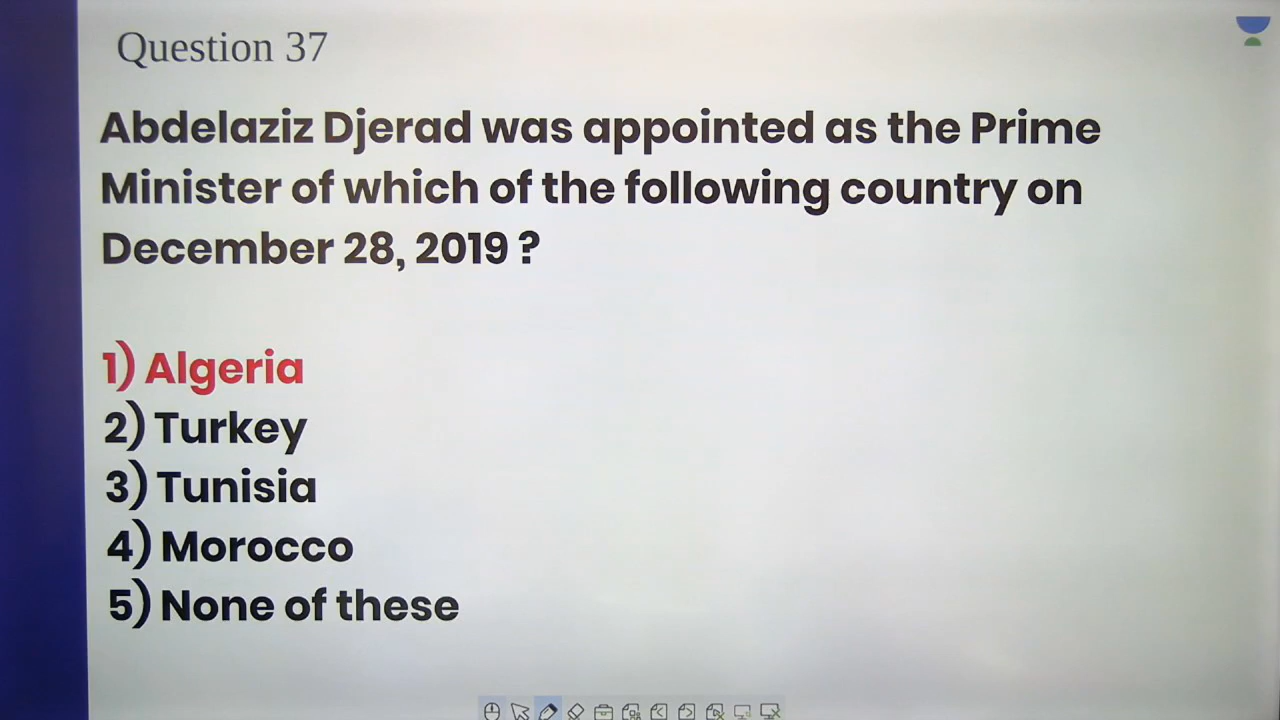 Question 37
Abdelaziz Djerad was appointed as the Prime
Minister of which of the following country on
December 28, 2019 ?
1) Algeria
2) Turkey
3) Tunisia
4) Morocco
5) None of these